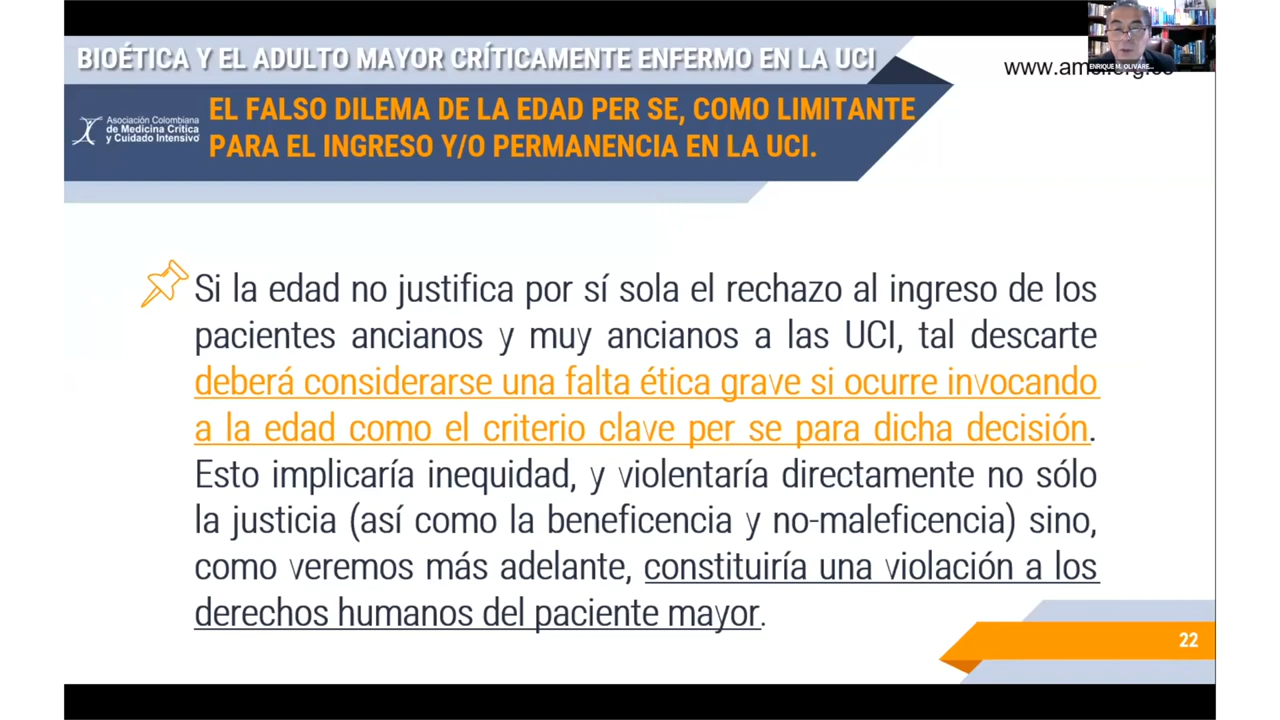 BIOÉTICA Y EL ADULTO MAYOR CRÍTICAMENTE ENFERMO EN LA UCI
ENRIQUE M. OLIVARE...
Asociación Colombiana
de Medicina Crítica
y Cuidado Intensivo
EL FALSO DILEMA DE LA EDAD PER SE, COMO LIMITANTE
PARA EL INGRESO Y/O PERMANENCIA EN LA UCI.
Si la edad no justifica por sí sola el rechazo al ingreso de los
pacientes ancianos y muy ancianos a las UCI, tal descarte
deberá considerarse una falta ética grave si ocurre invocando
a la edad como el criterio clave per se para dicha decisión.
Esto implicaría inequidad, y violentaría directamente no sólo
la justicia (así como la beneficencia y no-maleficencia) sino,
como veremos más adelante, constituiría una violación a los
derechos humanos del paciente mayor.
22